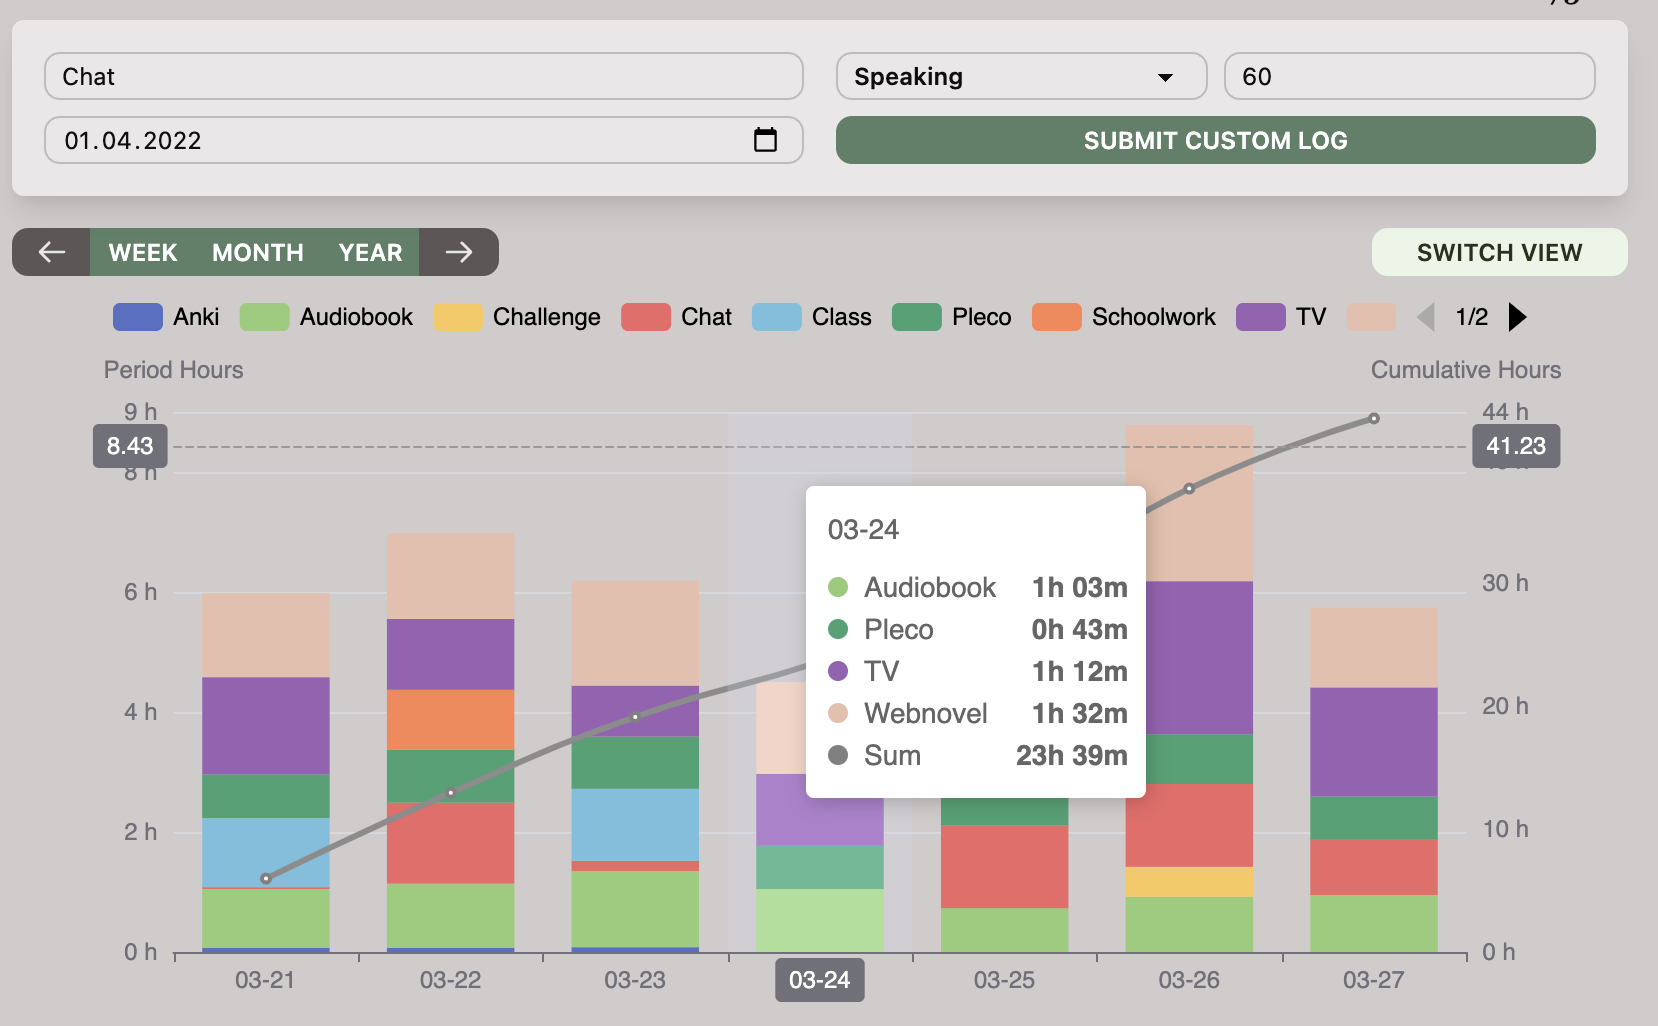 Chat
Speaking
60
01.04.2022
SUBMIT CUSTOM LOG
WEEK MONTH YEAR
SWITCH VIEW
Anki Audiobook Challenge Chat Class Pleco Schoolwork TV 1/2
Period Hours
Cumulative Hours
9 h
8.43
8 h
6 h
4 h
2 h
0 h
44 h
41.23
30 h
20 h
10 h
0 h
03-24
Audiobook 1h 03m
Pleco 0h 43m
TV 1h 12m
Webnovel 1h 32m
Sum 23h 39m
03-21 03-22 03-23 03-24 03-25 03-26 03-27